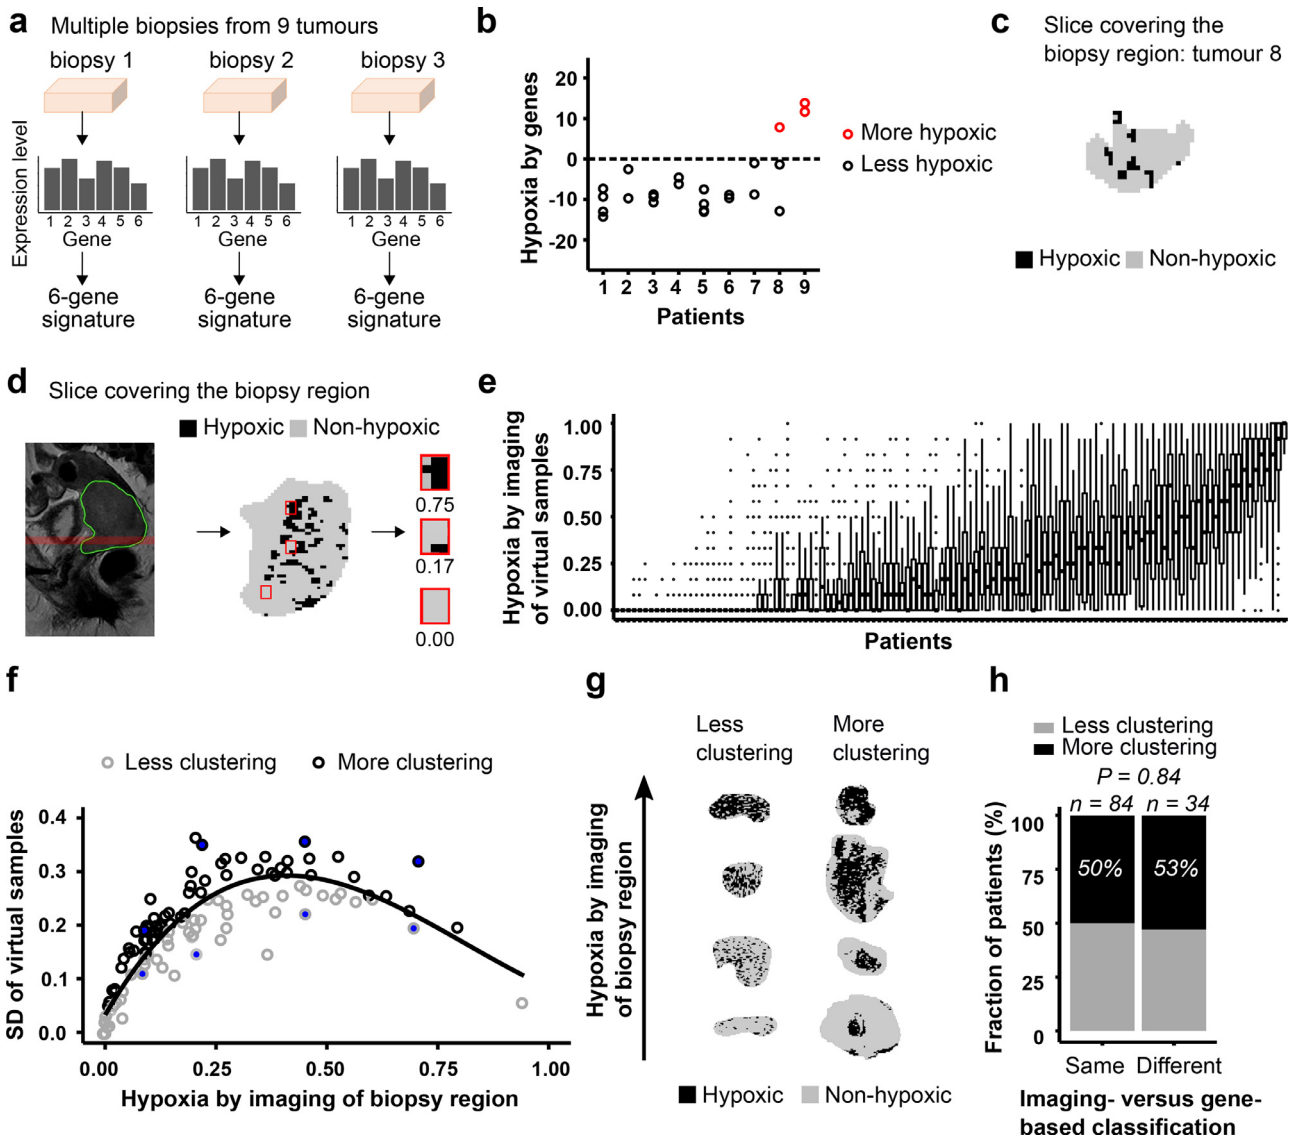 a Multiple biopsies from 9 tumours
biopsy 1
biopsy 2
biopsy 3
Expression level
1 2 3 4 5 6
Gene
1 2 3 4 5 6
Gene
1 2 3 4 5 6
Gene
6-gene
signature
6-gene
signature
6-gene
signature
b
Hypoxia by genes
20
10
0
-10
-20
1 2 3 4 5 6 7 8 9
Patients
More hypoxic
Less hypoxic
c Slice covering the
biopsy region: tumour 8
Hypoxic Non-hypoxic
d Slice covering the biopsy region
Hypoxic Non-hypoxic
0.75
0.17
0.00
e
Hypoxia by imaging
of virtual samples
1.00
0.75
0.50
0.25
0.00
Patients
f
Less clustering More clustering
SD of virtual samples
0.4
0.3
0.2
0.1
0.0
0.00 0.25 0.50 0.75 1.00
Hypoxia by imaging of biopsy region
g
Less
clustering
More
clustering
Hypoxia by imaging
of biopsy region
Hypoxic Non-hypoxic
h
Less clustering
More clustering
P = 0.84
n = 84 n = 34
Fraction of patients (%)
100
75
50
25
0
50% 53%
Same Different
Imaging- versus gene-
based classification